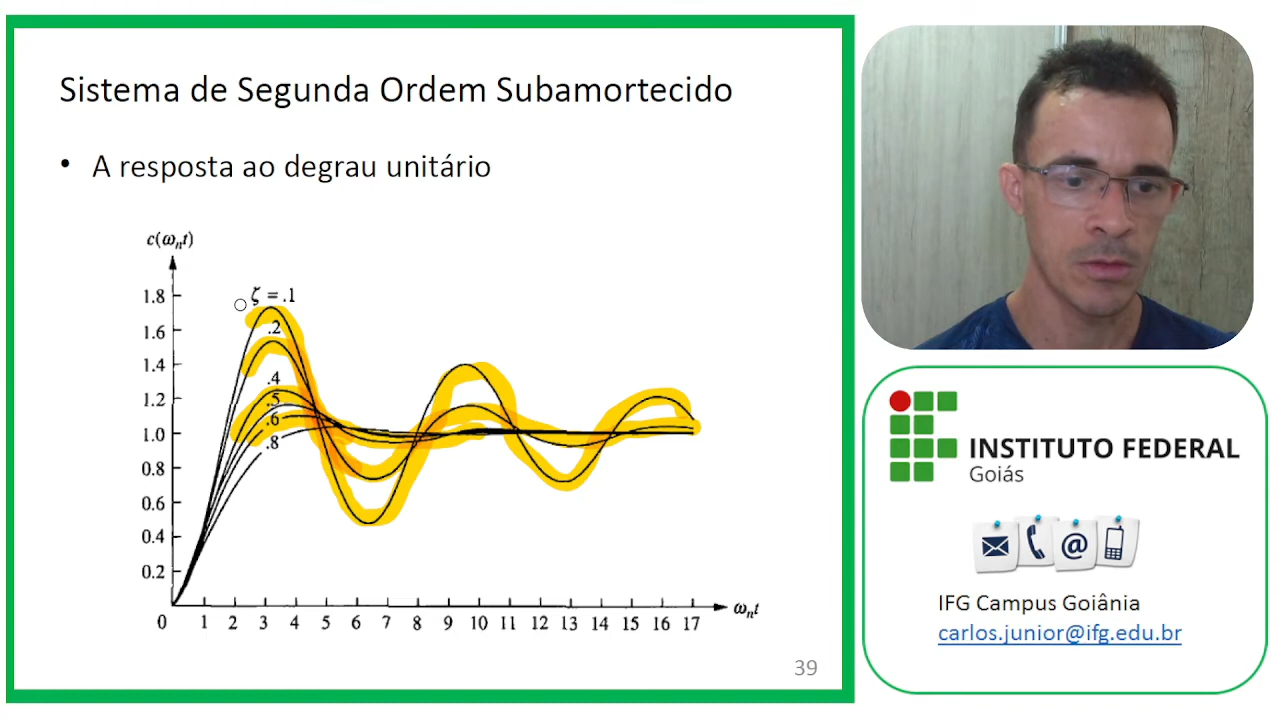 Sistema de Segunda Ordem Subamortecido
• A resposta ao degrau unitário
c(ωₙt)
1.8
1.6
1.4
1.2
1.0
0.8
0.6
0.4
0.2
ζ = .1
.2
.4
.5
.6
.8
0 1 2 3 4 5 6 7 8 9 10 11 12 13 14 15 16 17
ωₙt
39
INSTITUTO FEDERAL
Goiás
@
IFG Campus Goiânia
carlos.junior@ifg.edu.br